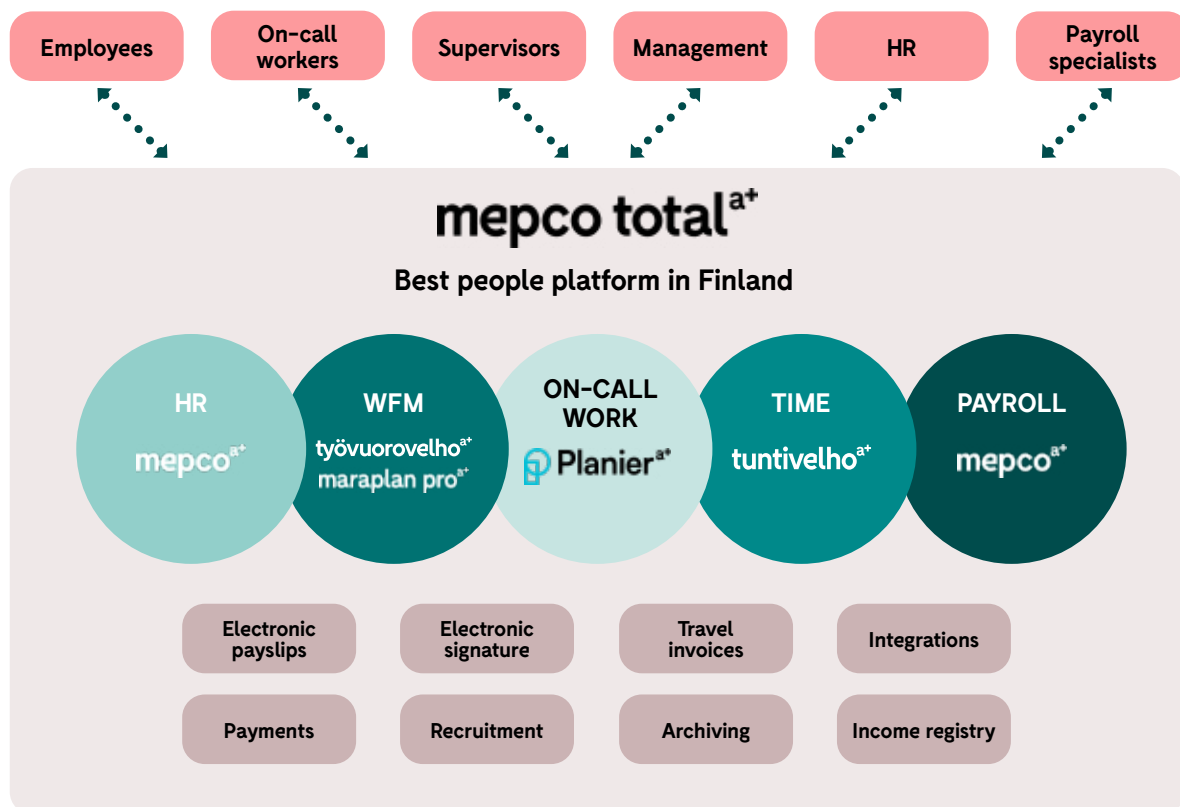 Employees
On-call
workers
Supervisors
Management
HR
Payroll
specialists
mepco total a+
Best people platform in Finland
HR
mepco a+
WFM
työvuorovelho a+
maraplan pro a+
ON-CALL
WORK
Planier a+
TIME
tuntivelho a+
PAYROLL
mepco a+
Electronic
payslips
Electronic
signature
Travel
invoices
Integrations
Payments
Recruitment
Archiving
Income registry